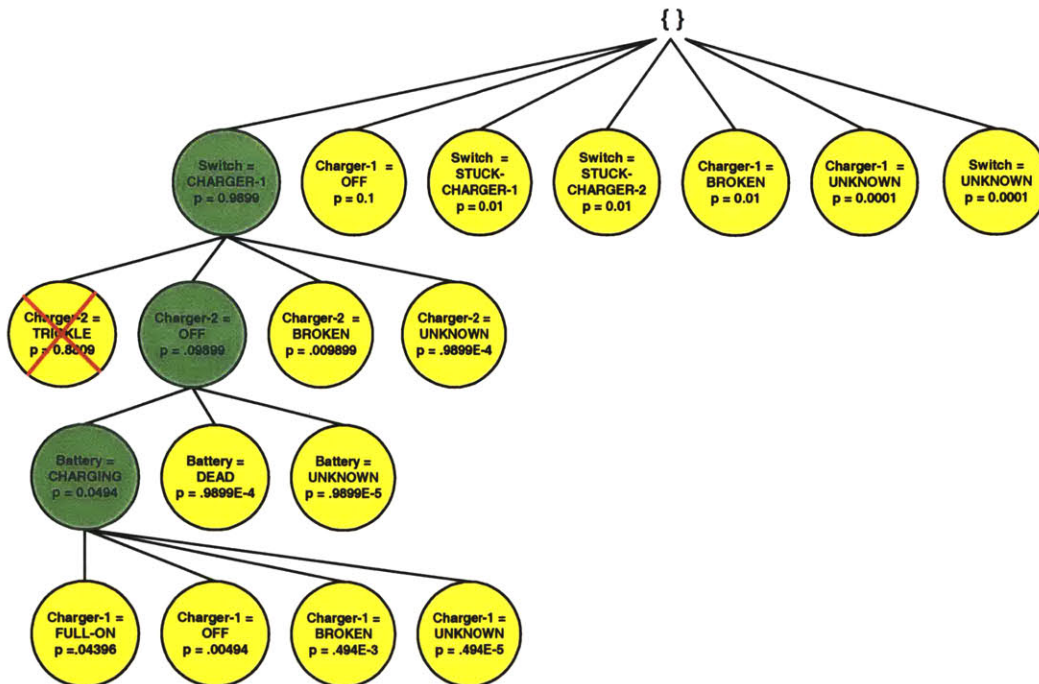 { }
Switch =
CHARGER-1
p = 0.9899
Charger-1 =
OFF
p = 0.1
Switch =
STUCK-
CHARGER-1
p = 0.01
Switch =
STUCK-
CHARGER-2
p = 0.01
Charger-1 =
BROKEN
p = 0.01
Charger-1 =
UNKNOWN
p = 0.0001
Switch =
UNKNOWN
p = 0.0001
Charger-2 =
TRICKLE
p = 0.8809
Charger-2 =
OFF
p = .09899
Charger-2 =
BROKEN
p = .009899
Charger-2 =
UNKNOWN
p = .9899E-4
Battery =
CHARGING
p = 0.0494
Battery =
DEAD
p = .9899E-4
Battery =
UNKNOWN
p = .9899E-5
Charger-1 =
FULL-ON
p =.04396
Charger-1 =
OFF
p = .00494
Charger-1 =
BROKEN
p = .494E-3
Charger-1 =
UNKNOWN
p = .494E-5